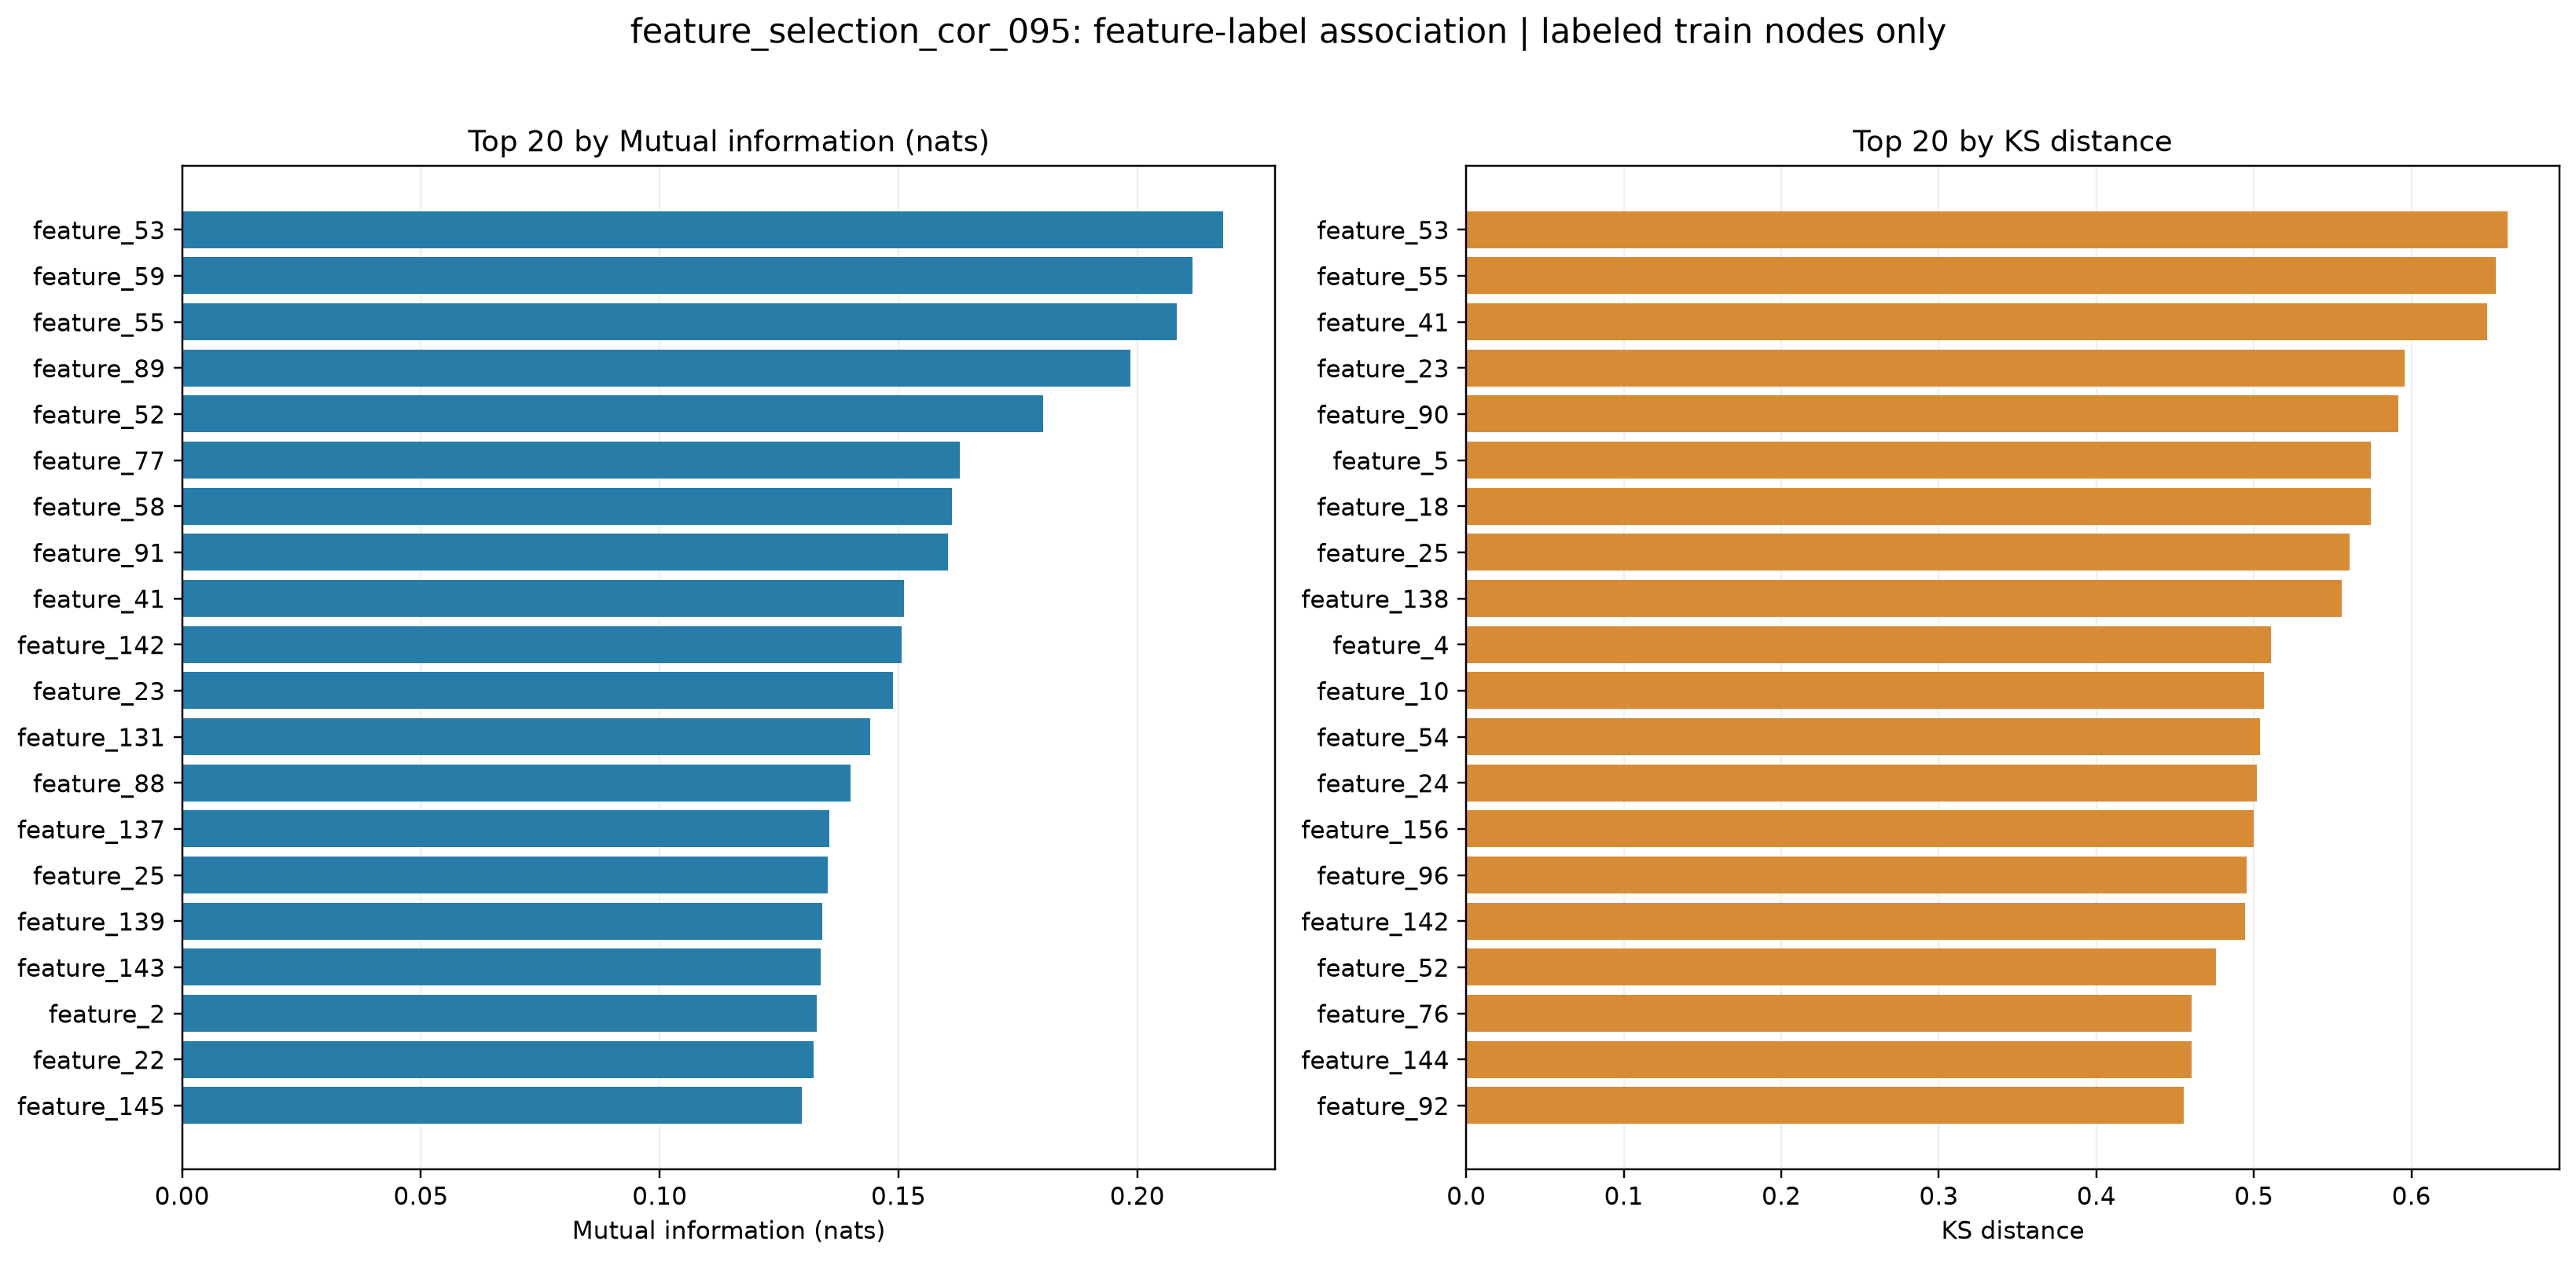 feature_selection_cor_095: feature-label association | labeled train nodes only
Top 20 by Mutual information (nats)
feature_53
feature_59
feature_55
feature_89
feature_52
feature_77
feature_58
feature_91
feature_41
feature_142
feature_23
feature_131
feature_88
feature_137
feature_25
feature_139
feature_143
feature_2
feature_22
feature_145
0.00 0.05 0.10 0.15 0.20
Mutual information (nats)
Top 20 by KS distance
feature_53
feature_55
feature_41
feature_23
feature_90
feature_5
feature_18
feature_25
feature_138
feature_4
feature_10
feature_54
feature_24
feature_156
feature_96
feature_142
feature_52
feature_76
feature_144
feature_92
0.0 0.1 0.2 0.3 0.4 0.5 0.6
KS distance